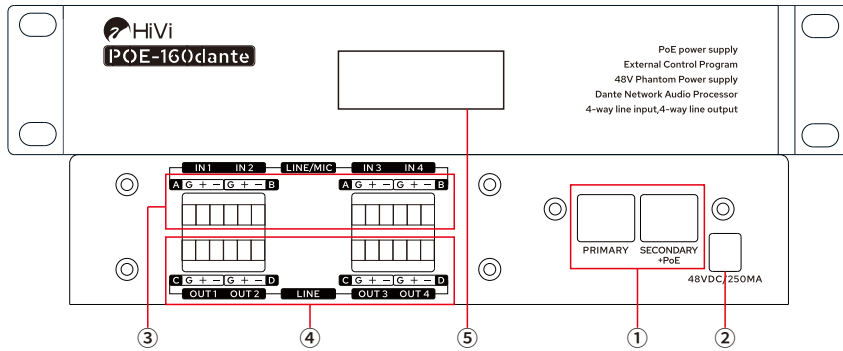 HiVi
POE-160dante
PoE power supply
External Control Program
48V Phantom Power supply
Dante Network Audio Processor
4-way line input,4-way line output
IN 1 IN 2 LINE/MIC IN 3 IN 4
A G + − G + − B A G + − G + − B
C G + − G + − D C G + − G + − D
OUT 1 OUT 2 LINE OUT 3 OUT 4
PRIMARY SECONDARY
+PoE
48VDC/250MA
③ ④ ⑤ ① ②